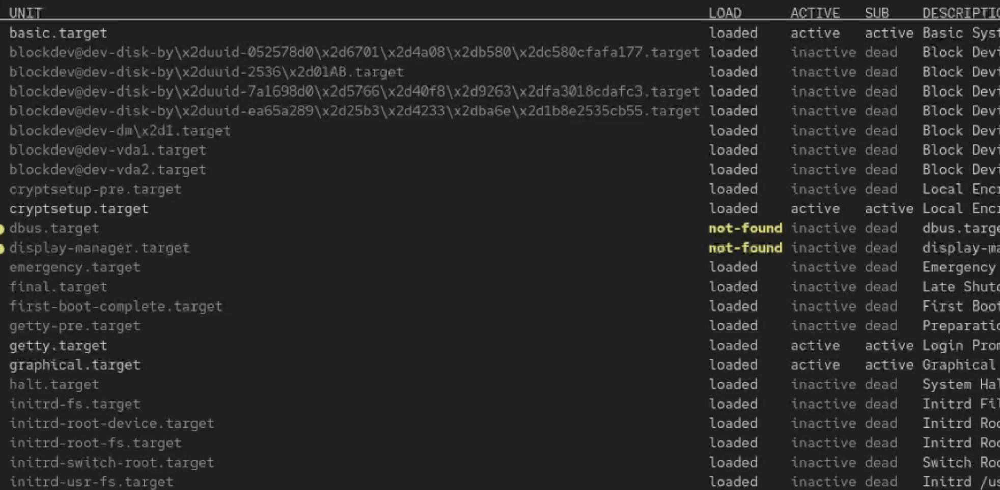 UNIT LOAD ACTIVE SUB DESCRIPTIO
basic.target loaded active active Basic Syst
blockdev@dev-disk-by\x2duuid-052578d0\x2d6701\x2d4a08\x2db580\x2dc580cfafa177.target loaded inactive dead Block Devi
blockdev@dev-disk-by\x2duuid-2536\x2d01AB.target loaded inactive dead Block Devi
blockdev@dev-disk-by\x2duuid-7a1698d0\x2d5766\x2d40f8\x2d9263\x2dfa3018cdafc3.target loaded inactive dead Block Devi
blockdev@dev-disk-by\x2duuid-ea65a289\x2d25b3\x2d4233\x2dba6e\x2d1b8e2535cb55.target loaded inactive dead Block Devi
blockdev@dev-dm\x2d1.target loaded inactive dead Block Devi
blockdev@dev-vda1.target loaded inactive dead Block Devi
blockdev@dev-vda2.target loaded inactive dead Block Devi
cryptsetup-pre.target loaded inactive dead Local Encr
cryptsetup.target loaded active active Local Encr
● dbus.target not-found inactive dead dbus.targe
● display-manager.target not-found inactive dead display-ma
emergency.target loaded inactive dead Emergency
final.target loaded inactive dead Late Shutd
first-boot-complete.target loaded inactive dead First Boot
getty-pre.target loaded inactive dead Preparatio
getty.target loaded active active Login Prom
graphical.target loaded active active Graphical
halt.target loaded inactive dead System Hal
initrd-fs.target loaded inactive dead Initrd Fil
initrd-root-device.target loaded inactive dead Initrd Roo
initrd-root-fs.target loaded inactive dead Initrd Roo
initrd-switch-root.target loaded inactive dead Switch Roo
initrd-usr-fs.target loaded inactive dead Initrd /us